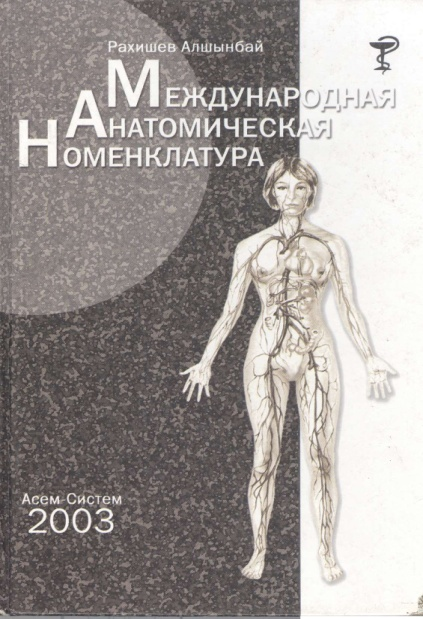 Рахишев Алшынбай
Международная
Анатомическая
Номенклатура
Асем Систем
2003